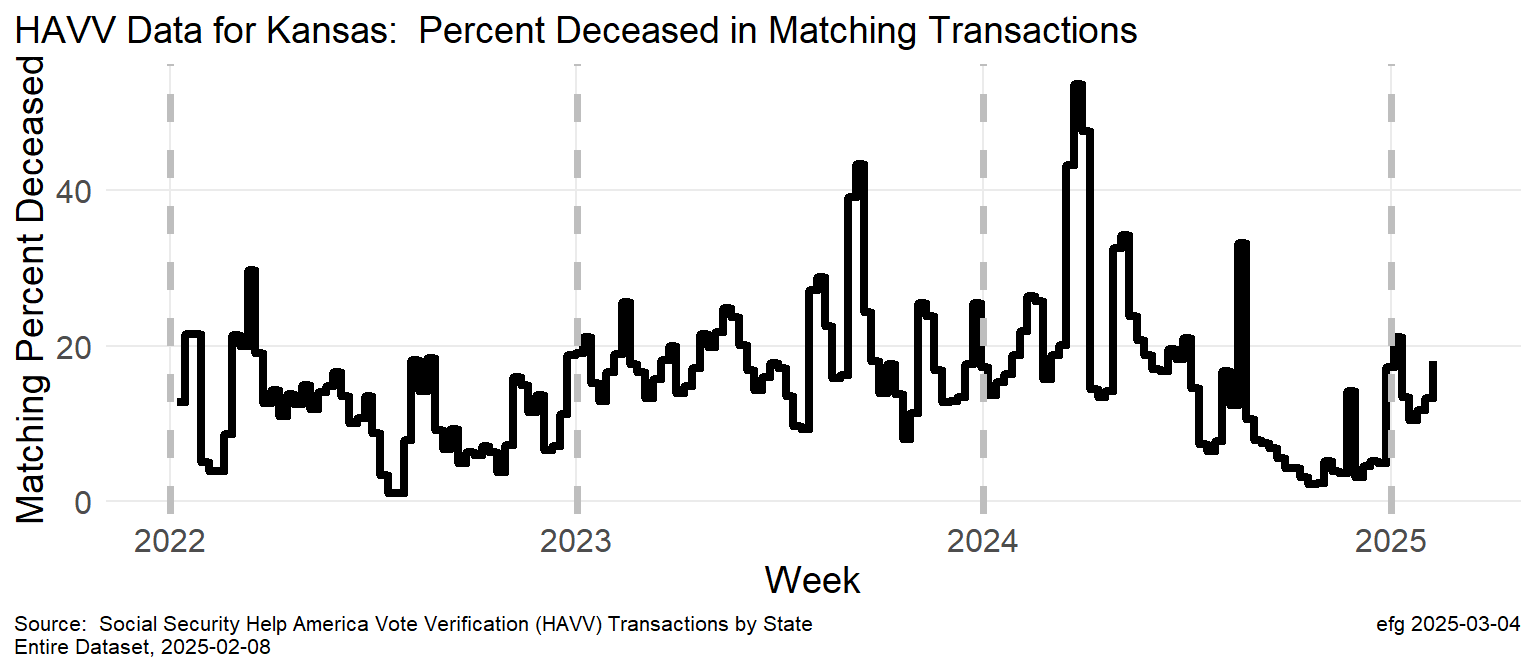 HAVV Data for Kansas:  Percent Deceased in Matching Transactions
Matching Percent Deceased
40
20
0
2022
2023
2024
2025
Week
Source:  Social Security Help America Vote Verification (HAVV) Transactions by State
Entire Dataset, 2025-02-08
efg 2025-03-04